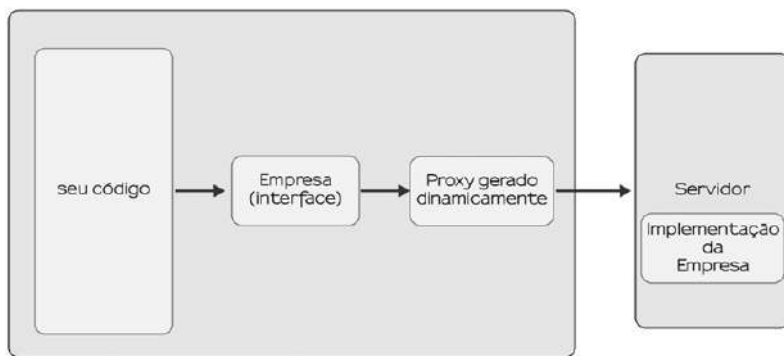 seu código
Empresa
(interface)
Proxy gerado
dinamicamente
Servidor
Implementação
da
Empresa